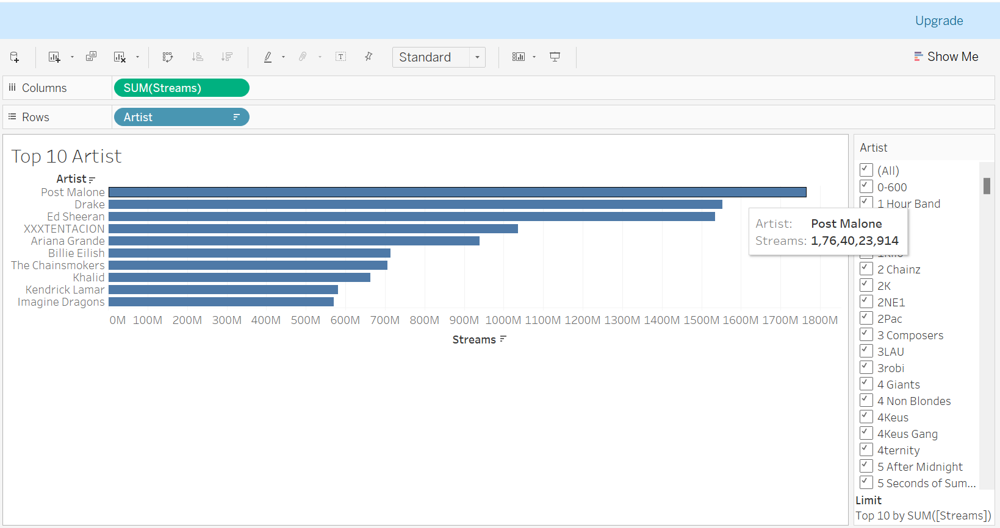 Upgrade
Standard
Show Me
Columns
SUM(Streams)
Rows
Artist
Top 10 Artist
Artist
Post Malone
Drake
Ed Sheeran
XXXTENTACION
Ariana Grande
Billie Eilish
The Chainsmokers
Khalid
Kendrick Lamar
Imagine Dragons
0M 100M 200M 300M 400M 500M 600M 700M 800M 900M 1000M 1100M 1200M 1300M 1400M 1500M 1600M 1700M 1800M
Streams
Artist: Post Malone
Streams: 1,76,40,23,914
Artist
(All)
0-600
1 Hour Band
2 Chainz
2K
2NE1
2Pac
3 Composers
3LAU
3robi
4 Giants
4 Non Blondes
4Keus
4Keus Gang
4ternity
5 After Midnight
5 Seconds of Sum...
Limit
Top 10 by SUM([Streams])